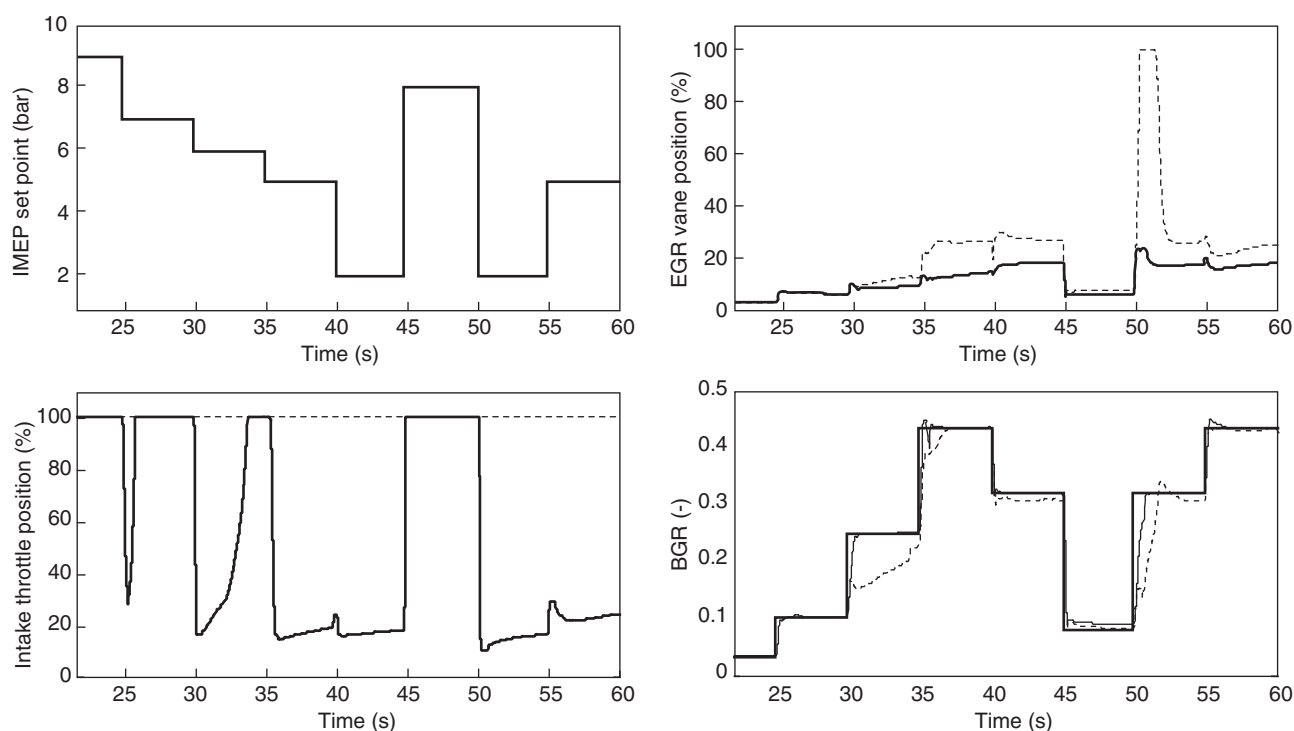 IMEP set point (bar)
10
8
6
4
2
25 30 35 40 45 50 55 60
Time (s)
EGR vane position (%)
100
80
60
40
20
0
25 30 35 40 45 50 55 60
Time (s)
Intake throttle position (%)
100
80
60
40
20
0
25 30 35 40 45 50 55 60
Time (s)
BGR (-)
0.5
0.4
0.3
0.2
0.1
0
25 30 35 40 45 50 55 60
Time (s)